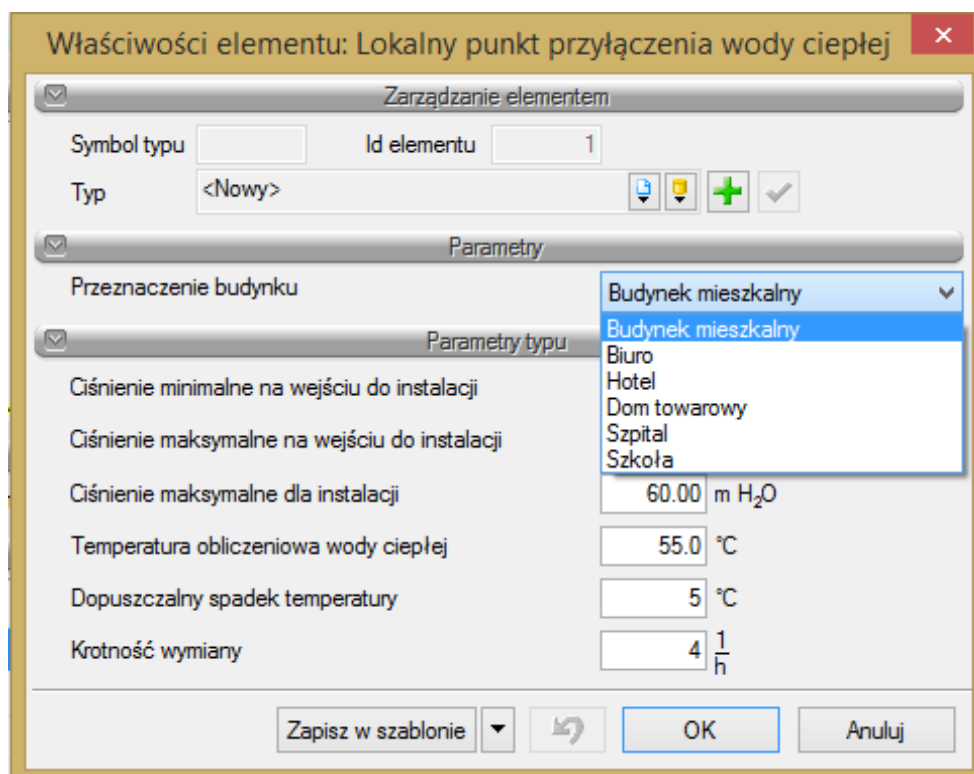 Właściwości elementu: Lokalny punkt przyłączenia wody ciepłej
Zarządzanie elementem
Symbol typu Id elementu 1
Typ <Nowy>
Parametry
Przeznaczenie budynku Budynek mieszkalny
Budynek mieszkalny
Biuro
Hotel
Dom towarowy
Szpital
Szkoła
Parametry typu
Ciśnienie minimalne na wejściu do instalacji
Ciśnienie maksymalne na wejściu do instalacji
Ciśnienie maksymalne dla instalacji 60.00 m H₂O
Temperatura obliczeniowa wody ciepłej 55.0 °C
Dopuszczalny spadek temperatury 5 °C
Krotność wymiany 4 1/h
Zapisz w szablonie OK Anuluj